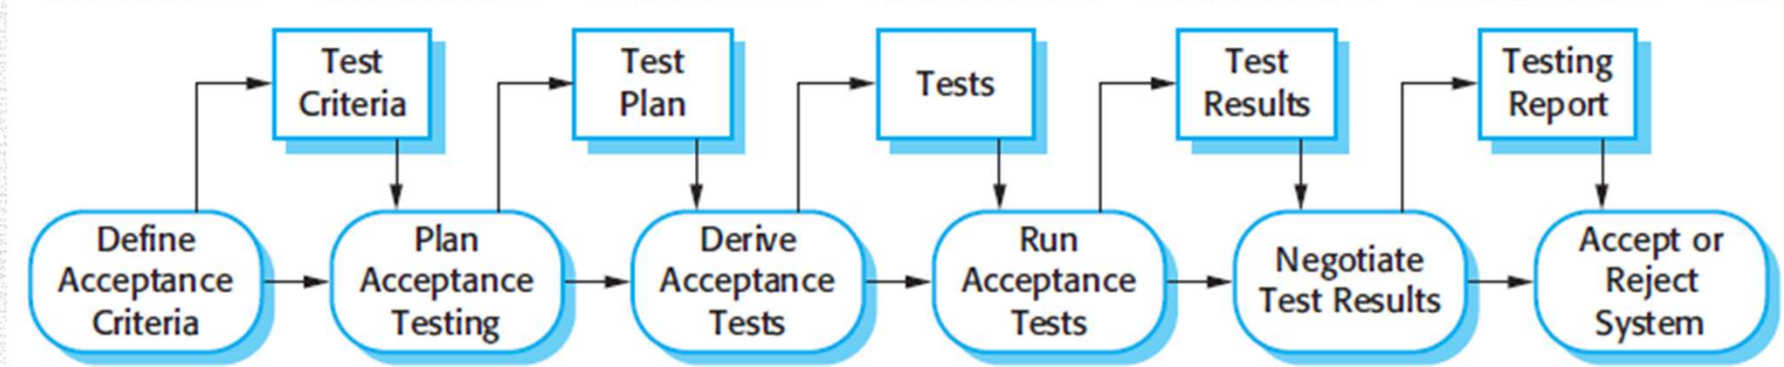 Test
Criteria
Test
Plan
Tests
Test
Results
Testing
Report
Define
Acceptance
Criteria
Plan
Acceptance
Testing
Derive
Acceptance
Tests
Run
Acceptance
Tests
Negotiate
Test Results
Accept or
Reject
System